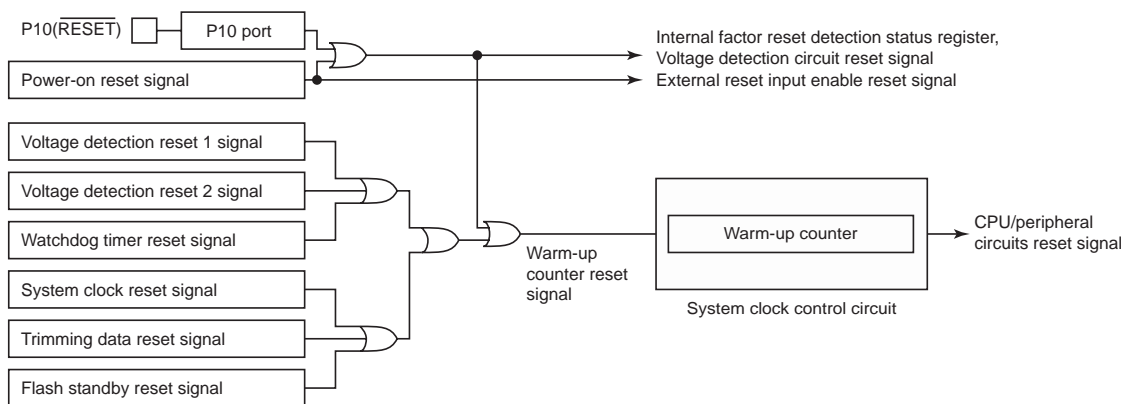 P10(RESET)
P10 port
Internal factor reset detection status register,
Voltage detection circuit reset signal
Power-on reset signal
External reset input enable reset signal
Voltage detection reset 1 signal
Voltage detection reset 2 signal
Watchdog timer reset signal
System clock reset signal
Trimming data reset signal
Flash standby reset signal
Warm-up
counter reset
signal
Warm-up counter
System clock control circuit
CPU/peripheral
circuits reset signal